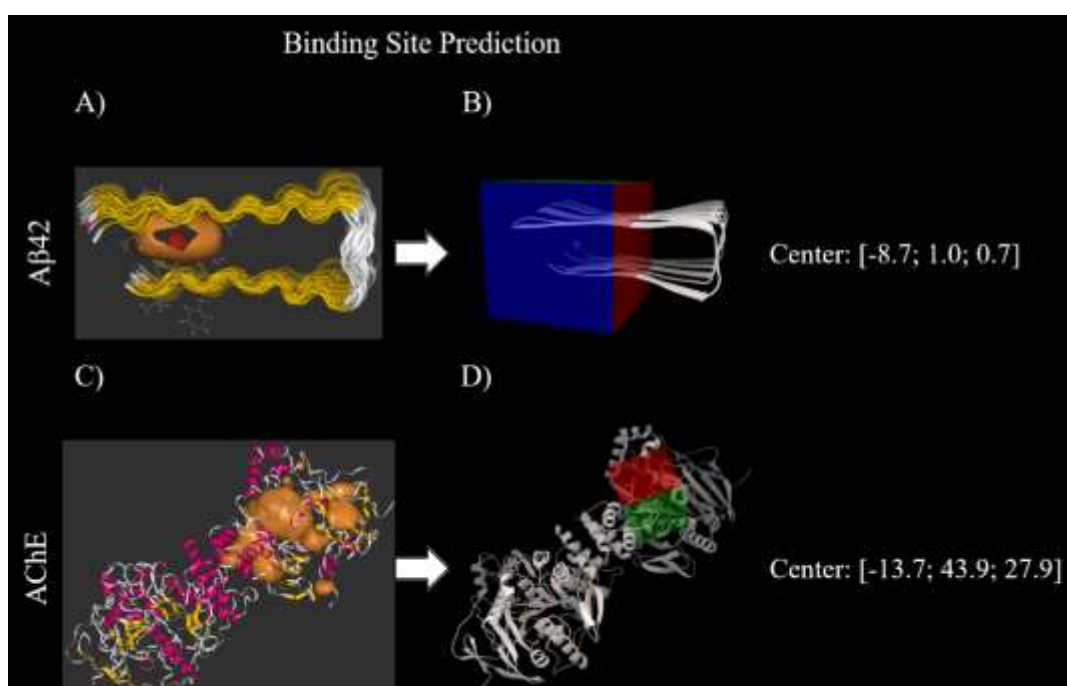 Binding Site Prediction
A)
B)
Aβ42
Center: [-8.7; 1.0; 0.7]
C)
D)
AChE
Center: [-13.7; 43.9; 27.9]